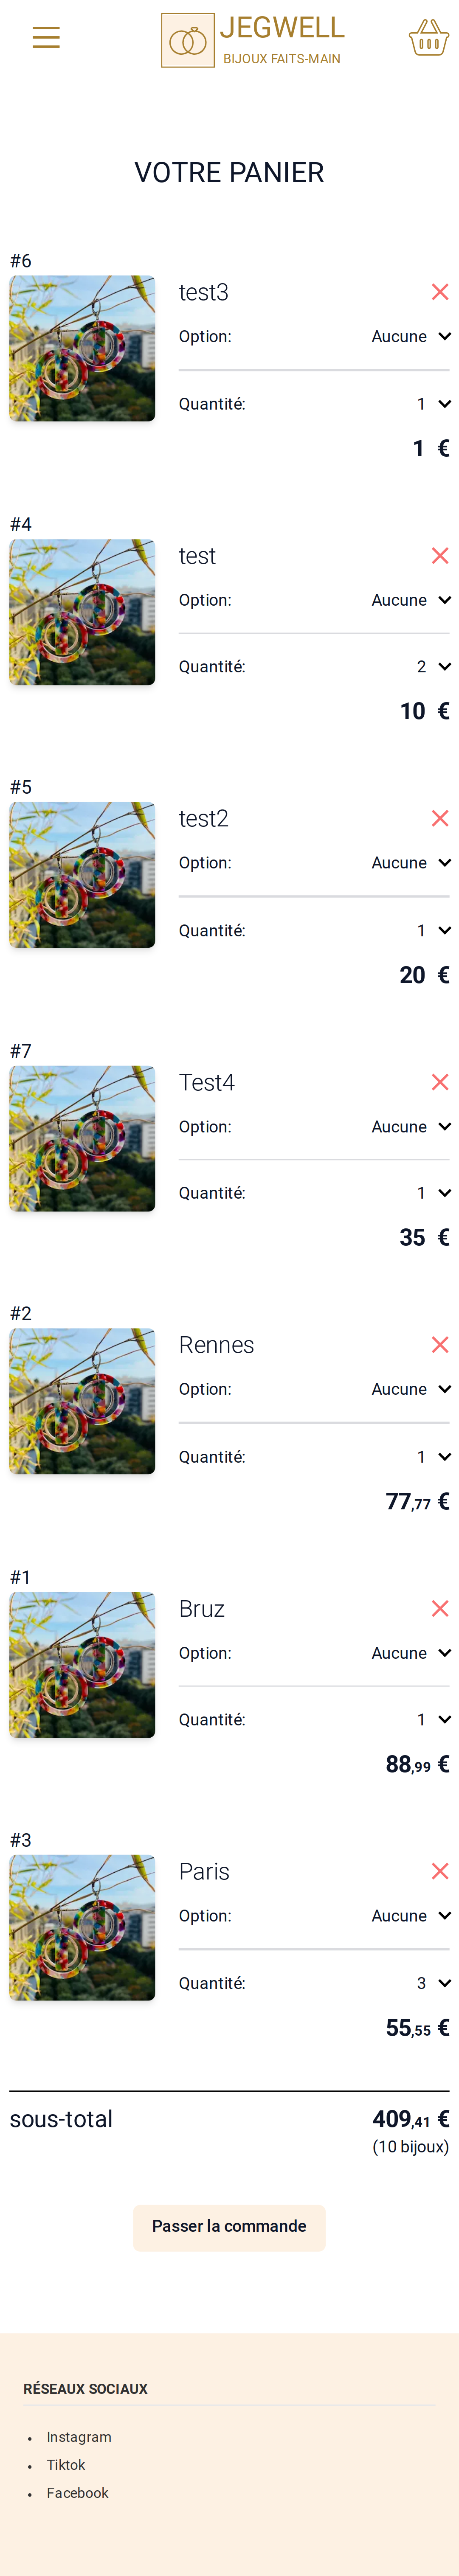 JEGWELL
BIJOUX FAITS-MAIN
VOTRE PANIER
#6
test3
Option: Aucune
Quantité: 1
1 €
#4
test
Option: Aucune
Quantité: 2
10 €
#5
test2
Option: Aucune
Quantité: 1
20 €
#7
Test4
Option: Aucune
Quantité: 1
35 €
#2
Rennes
Option: Aucune
Quantité: 1
77,77 €
#1
Bruz
Option: Aucune
Quantité: 1
88,99 €
#3
Paris
Option: Aucune
Quantité: 3
55,55 €
sous-total 409,41 €
(10 bijoux)
Passer la commande
RÉSEAUX SOCIAUX
• Instagram
• Tiktok
• Facebook